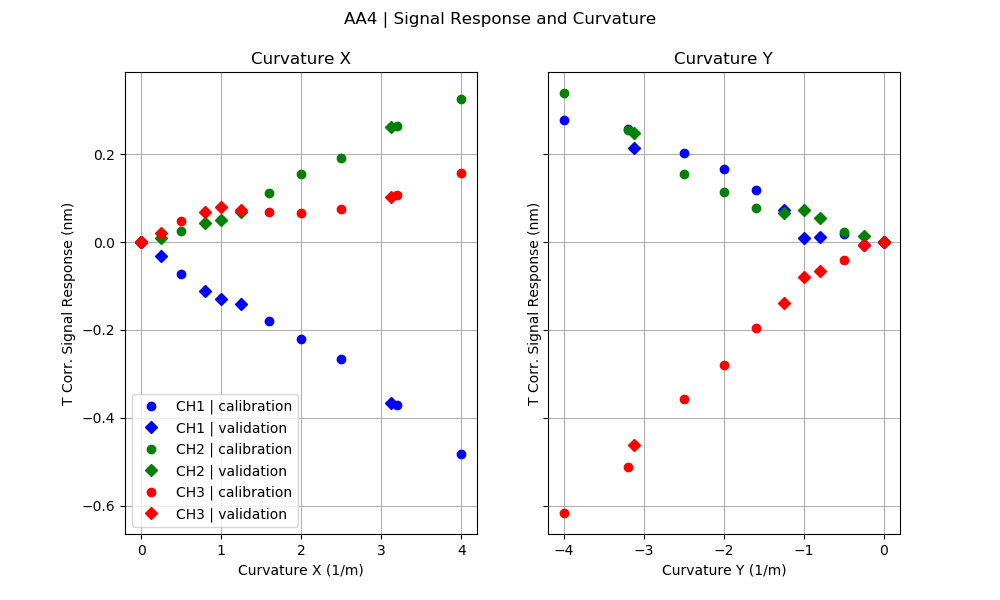 AA4 | Signal Response and Curvature
Curvature X
T Corr. Signal Response (nm)
0.2
0.0
−0.2
−0.4
−0.6
CH1 | calibration
CH1 | validation
CH2 | calibration
CH2 | validation
CH3 | calibration
CH3 | validation
0 1 2 3 4
Curvature X (1/m)
Curvature Y
T Corr. Signal Response (nm)
−4 −3 −2 −1 0
Curvature Y (1/m)